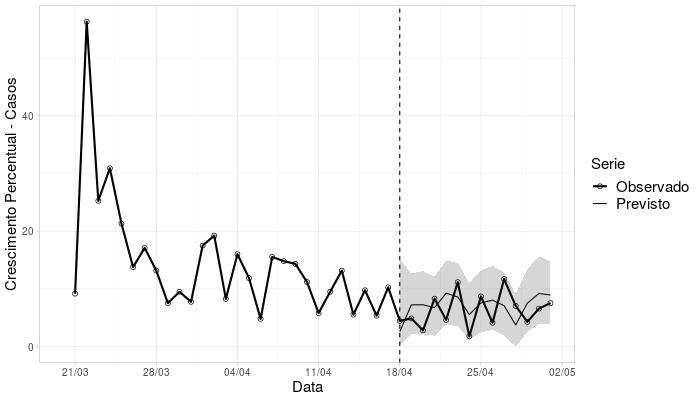 Crescimento Percentual - Casos
40
20
0
21/03
28/03
04/04
11/04
18/04
25/04
02/05
Data
Serie
Observado
Previsto